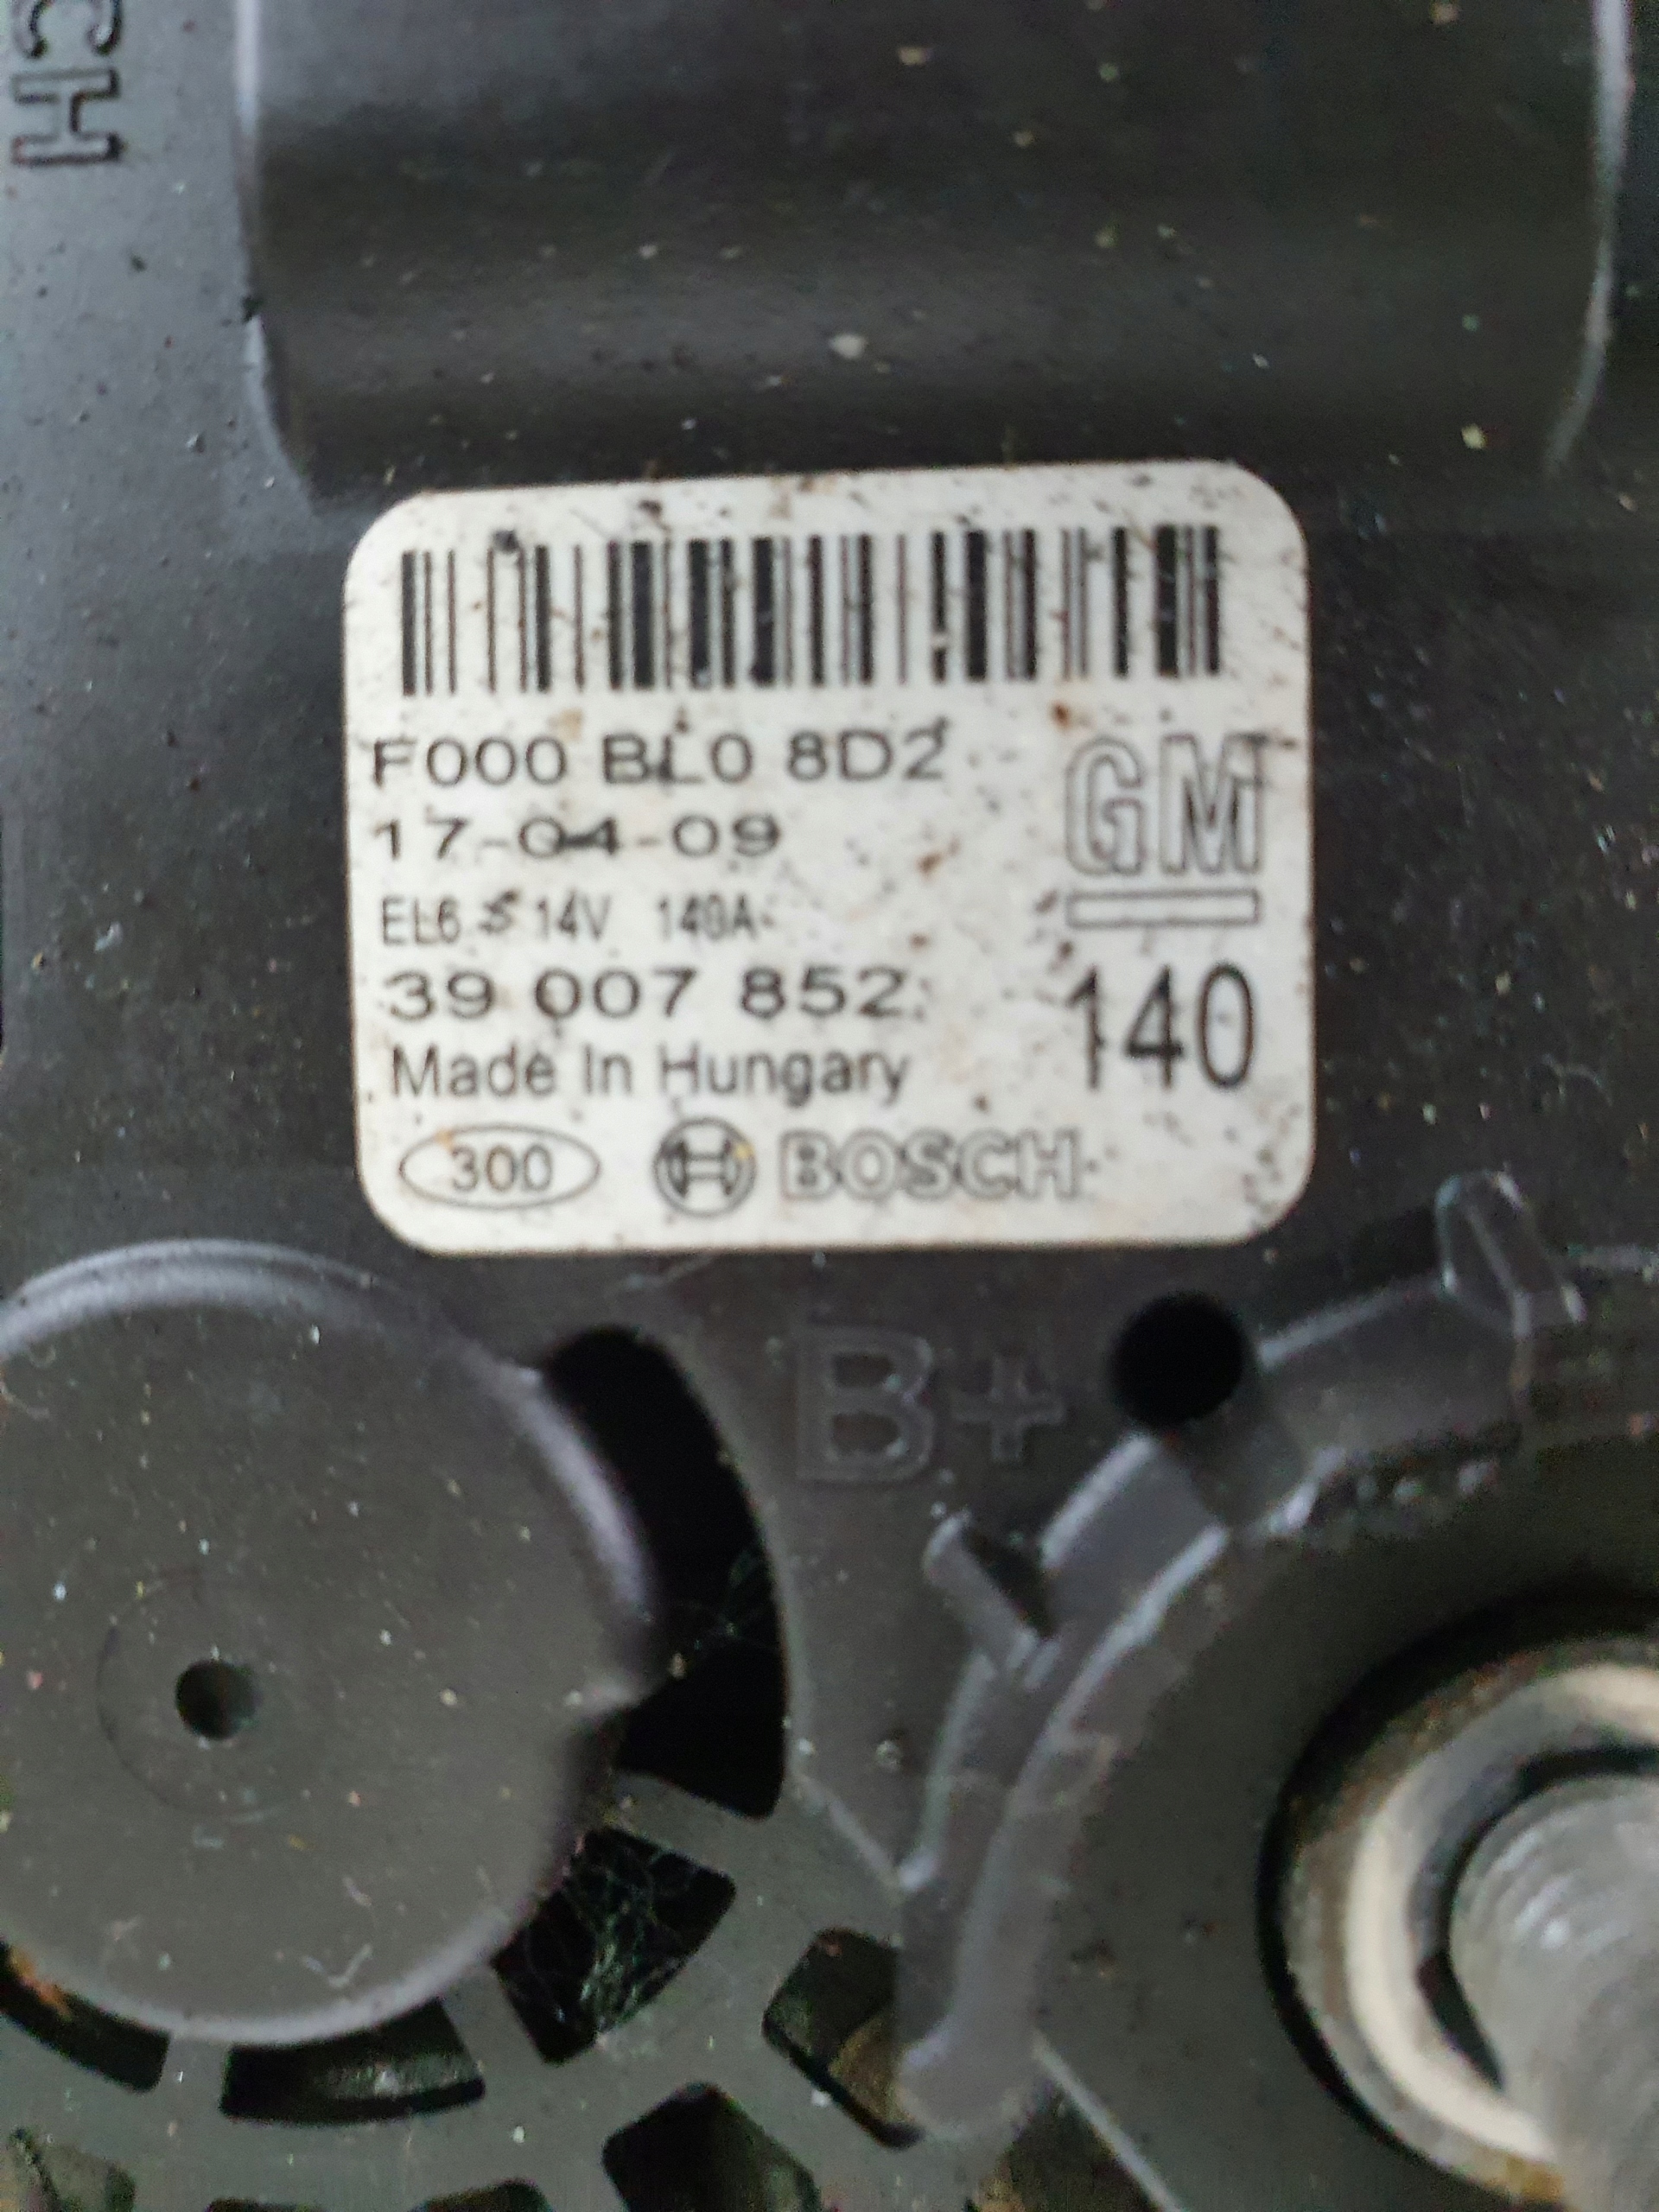 CH
F000 BL0 8D2
17-04-09
EL6 14V 140A
39 007 852
Made In Hungary
GM
140
300
BOSCH
B+